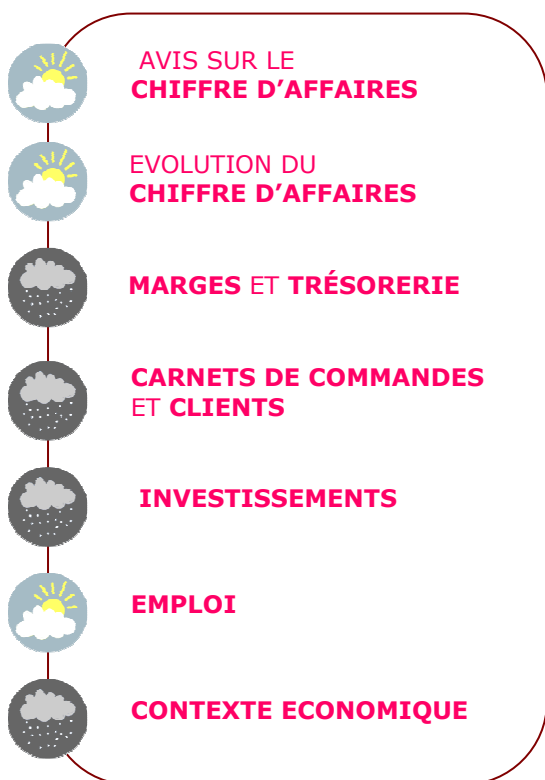 AVIS SUR LE
CHIFFRE D’AFFAIRES
EVOLUTION DU
CHIFFRE D’AFFAIRES
MARGES ET TRÉSORERIE
CARNETS DE COMMANDES
ET CLIENTS
INVESTISSEMENTS
EMPLOI
CONTEXTE ECONOMIQUE